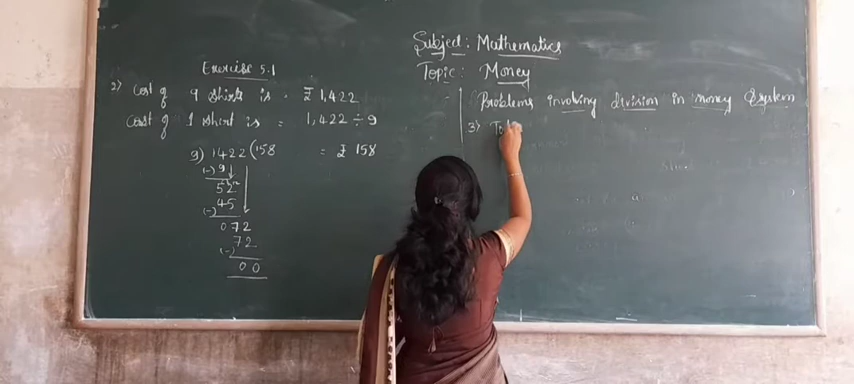 Subject: Mathematics
Topic: Money
Exercise 5.1
2) Cost of 9 shirts is = ₹ 1,422
Cost of 1 shirt is = 1,422 ÷ 9
9) 1422 (158 = ₹ 158
(-) 9
52
45
(-)
072
72
(-)
00
Problems involving division in money system
3)